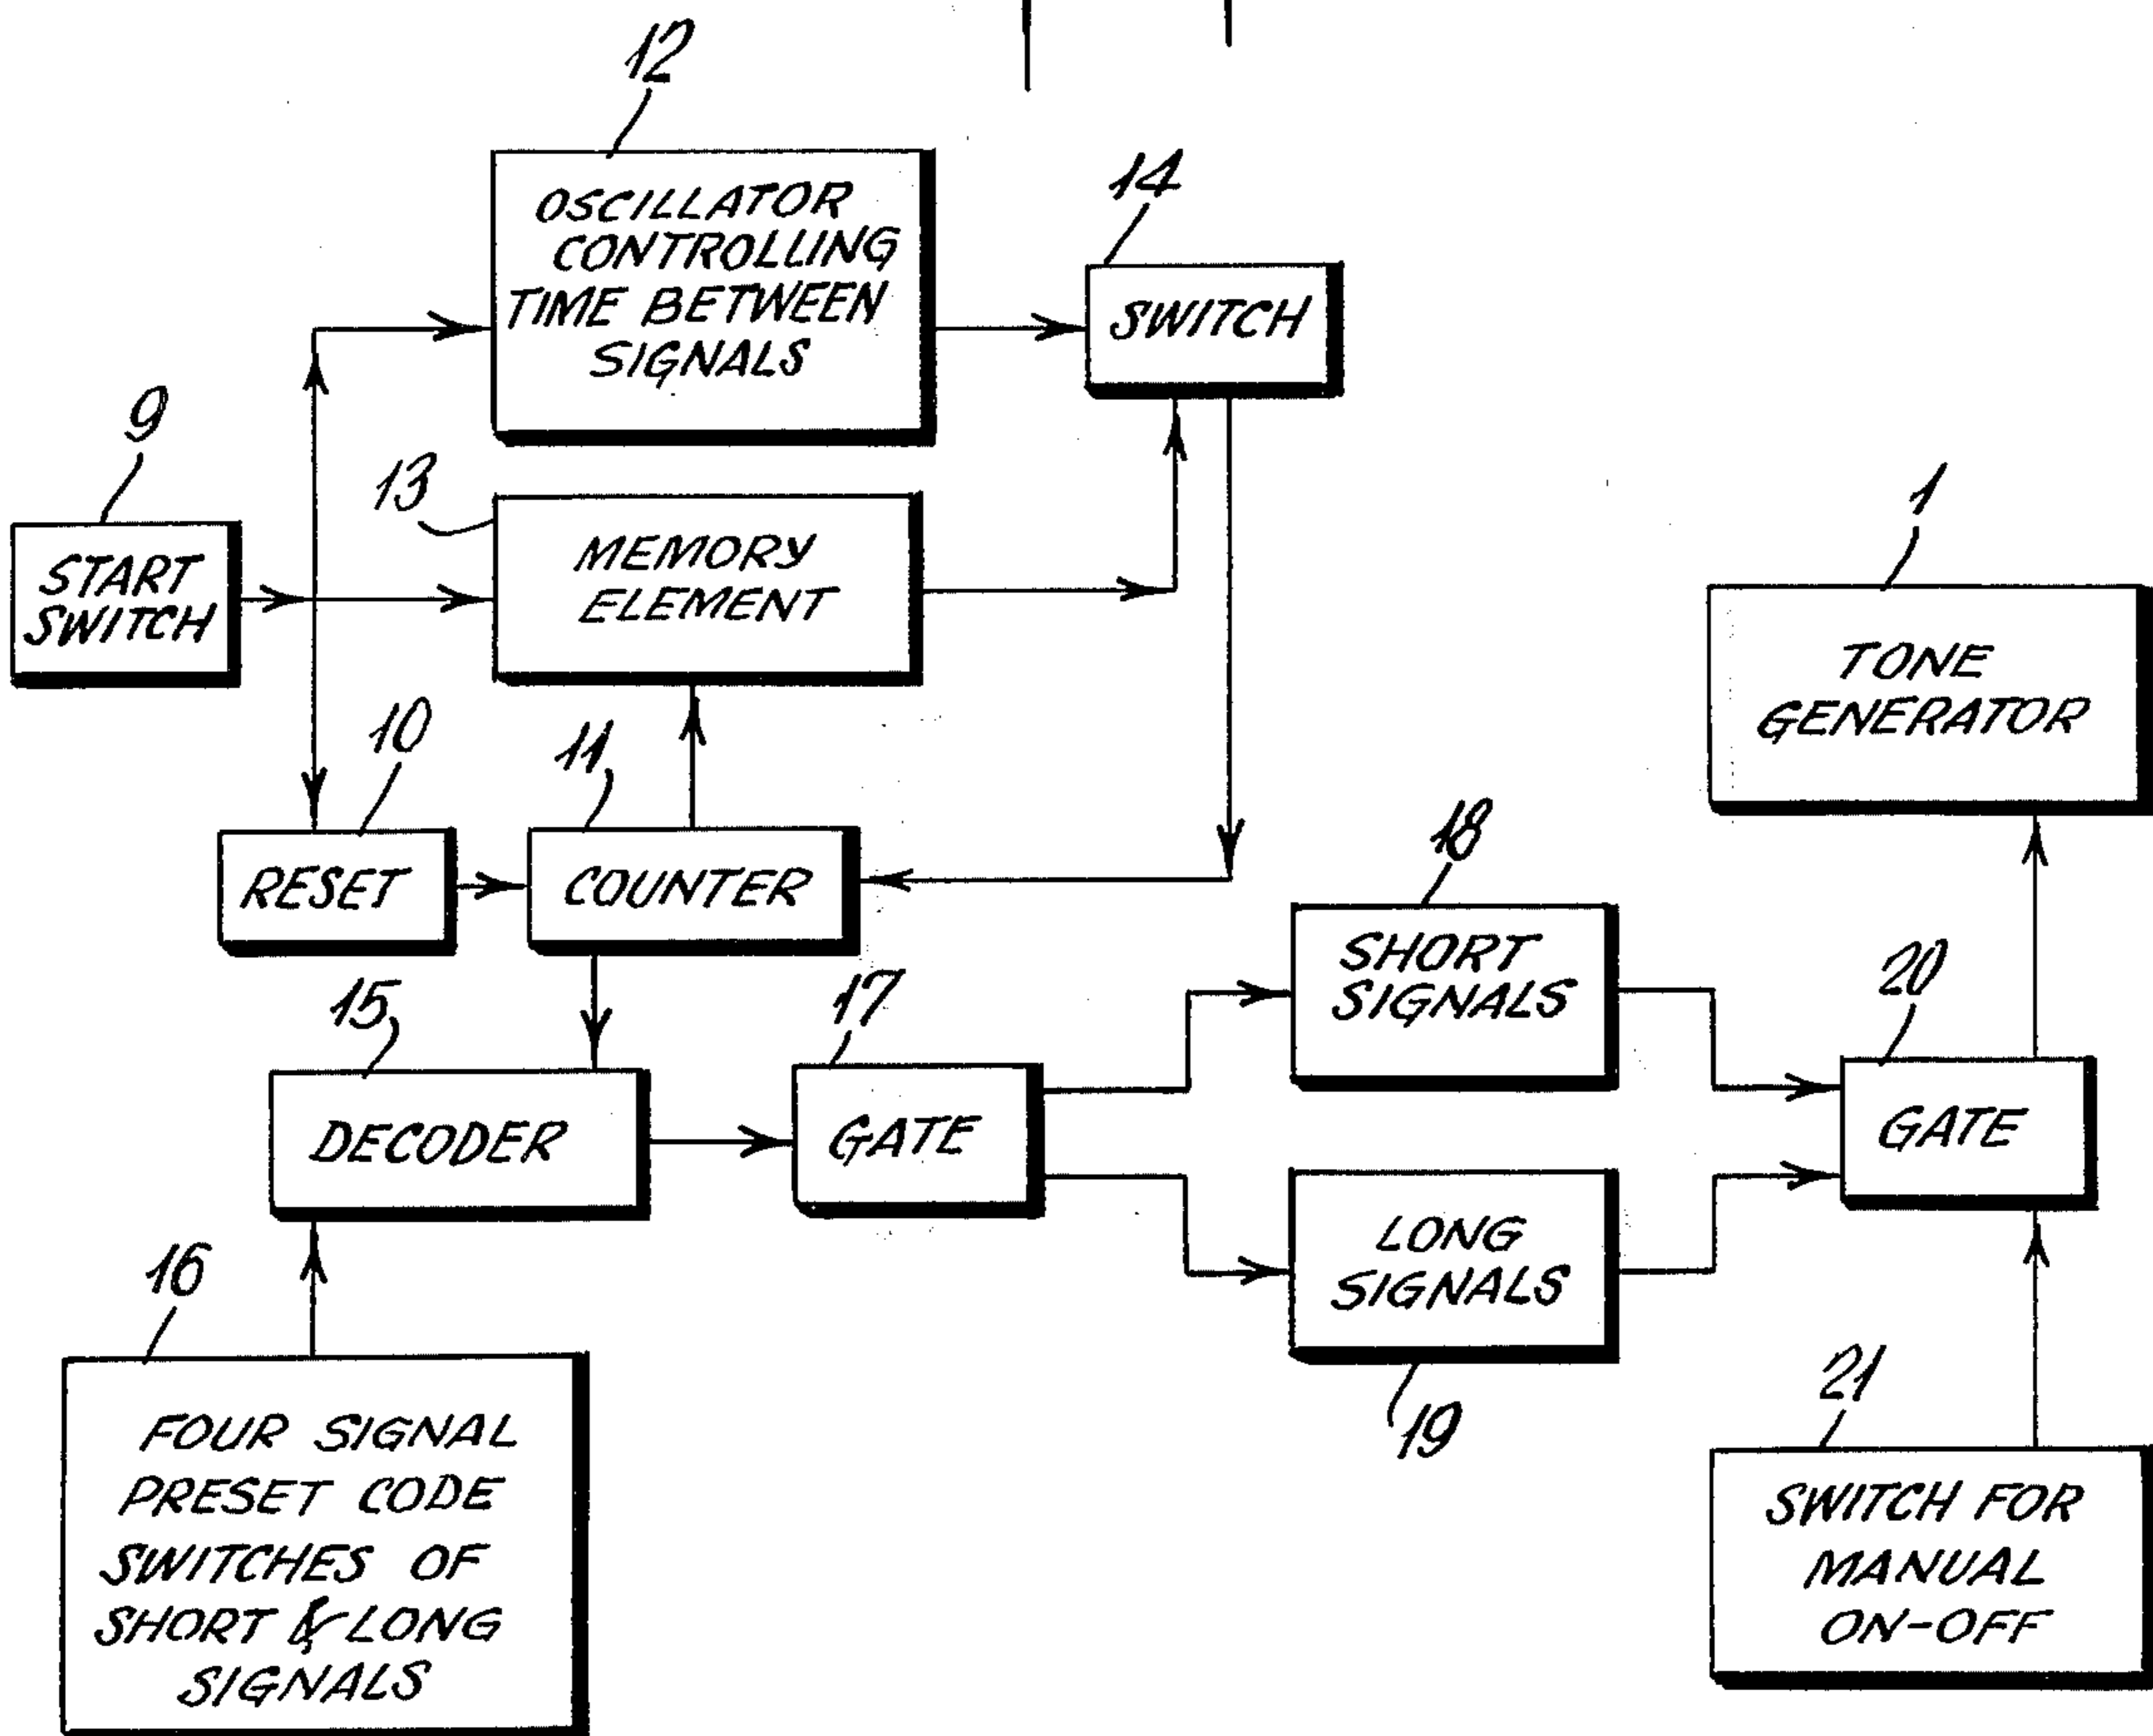 12
OSCILLATOR
CONTROLLING
TIME BETWEEN
SIGNALS
14
SWITCH
9
START
SWITCH
13
MEMORY
ELEMENT
1
TONE
GENERATOR
10
RESET
11
COUNTER
18
SHORT
SIGNALS
15
DECODER
17
GATE
20
GATE
16
FOUR SIGNAL
PRESET CODE
SWITCHES OF
SHORT & LONG
SIGNALS
LONG
SIGNALS
19
21
SWITCH FOR
MANUAL
ON-OFF